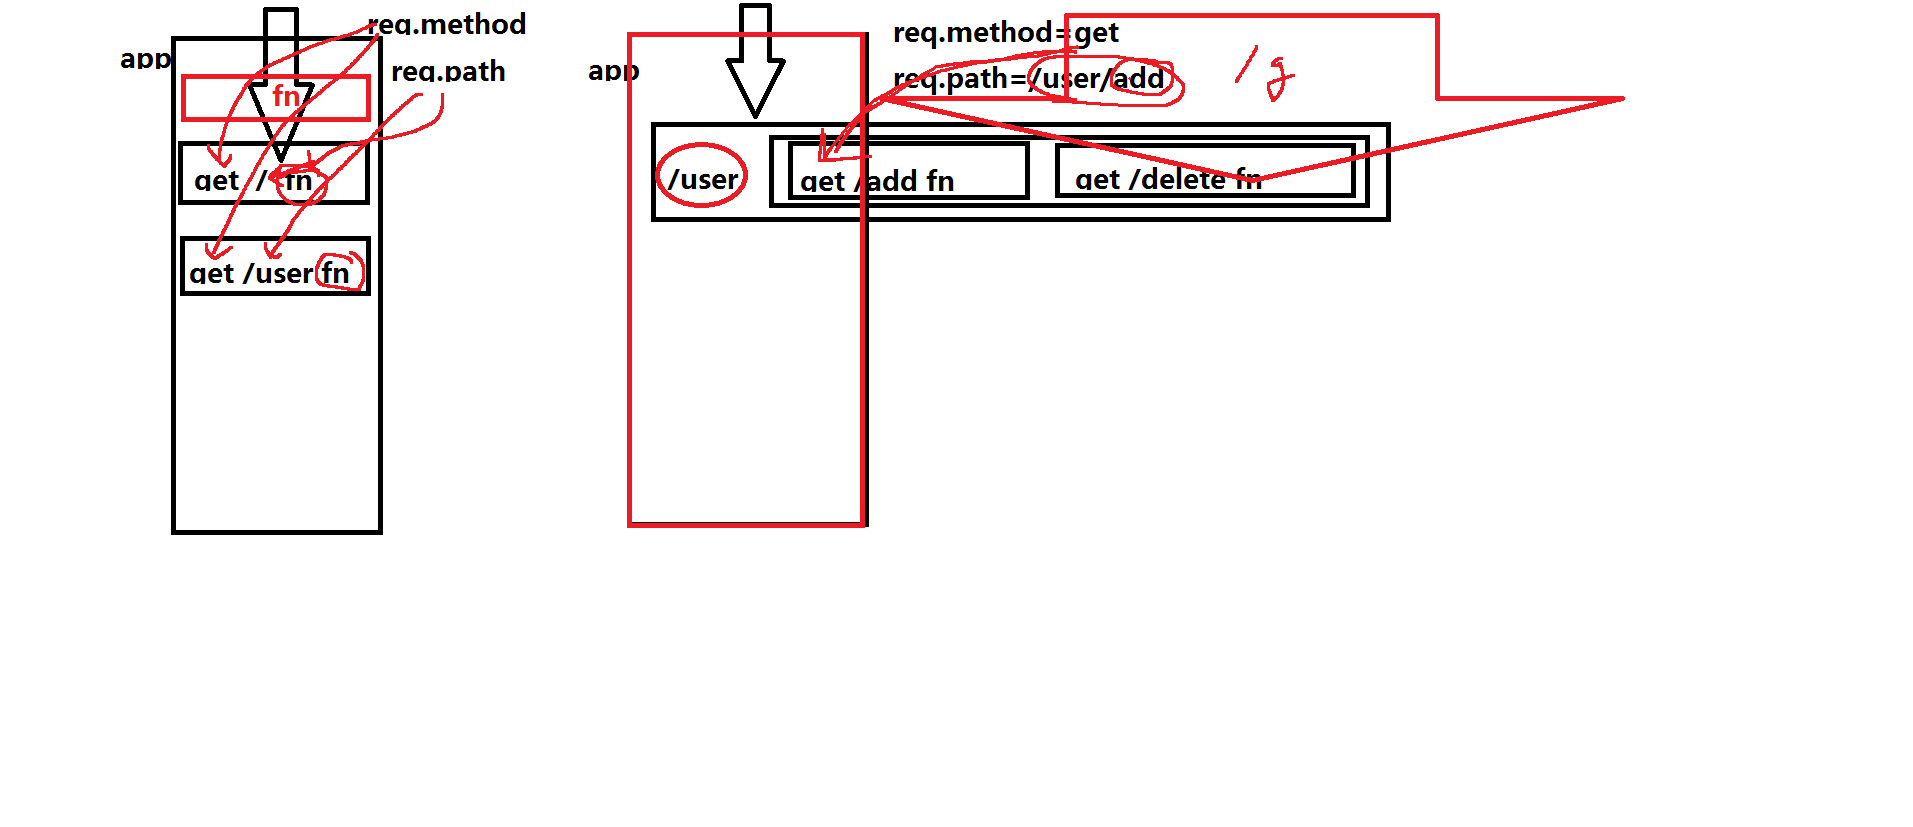 req.method
app
req.path
fn
get / fn
get /user fn
req.method=get
app
req.path=/user/add
/user
get /add fn
get /delete fn